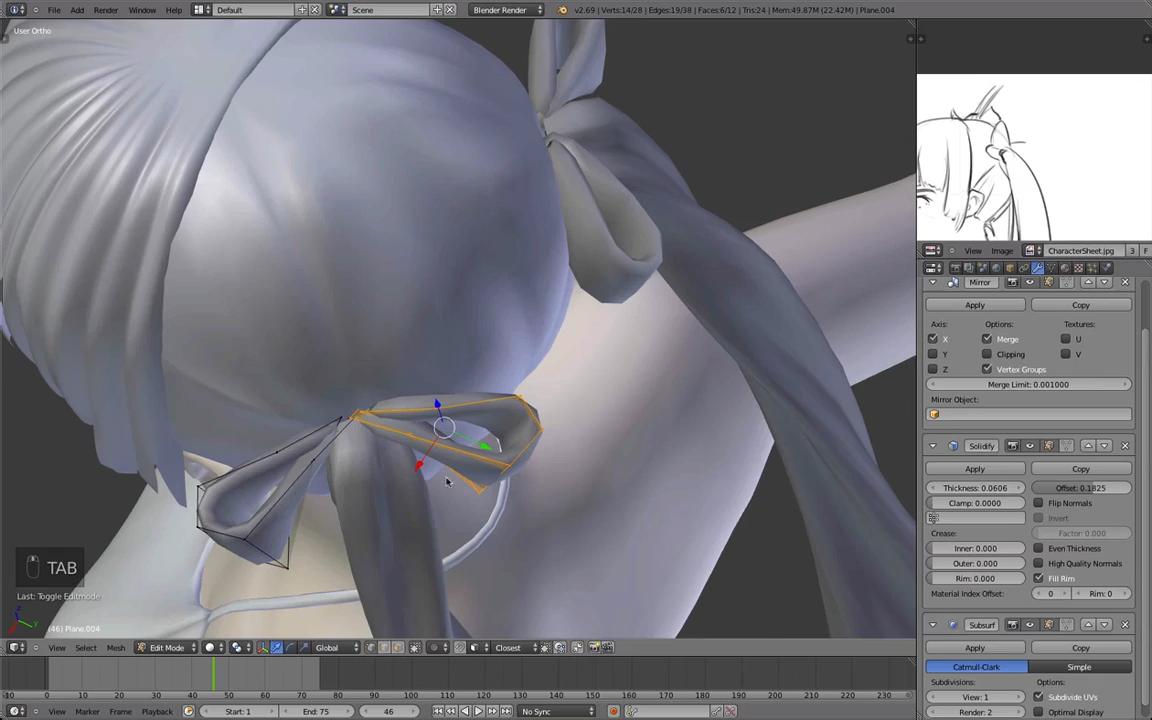 File Add Render Window Help Default Scene Blender Render v2.69 | Verts:14/28 | Edges:19/38 | Faces:6/12 | Tris:24 | Mem:49.87M (22.42M) | Plane.004
User Ortho
View Image CharacterSheet.jpg 3 F
Mirror
Apply Copy
Axis: Options: Textures:
X Merge U
Y Clipping V
Z Vertex Groups
Merge Limit: 0.001000
Mirror Object:
Solidify
Apply Copy
Thickness: 0.0606 Offset: 0.1825
Clamp: 0.0000 Flip Normals
Invert
Crease: Factor: 0.000
Inner: 0.000 Even Thickness
Outer: 0.000 High Quality Normals
Rim: 0.000 Fill Rim
Material Index Offset: 0 Rim: 0
Subsurf
Apply Copy
Catmull-Clark Simple
Subdivisions: Options:
View: 1 Subdivide UVs
Render: 2 Optimal Display
TAB
Last: Toggle Editmode
(46) Plane.004
View Select Mesh Edit Mode Global Closest
-10 0 10 20 30 40 50 60 70 80 90 100 110 120 130 140 150 160 170 180 190 200 210 220 230
View Marker Frame Playback Start: 1 End: 75 46 No Sync